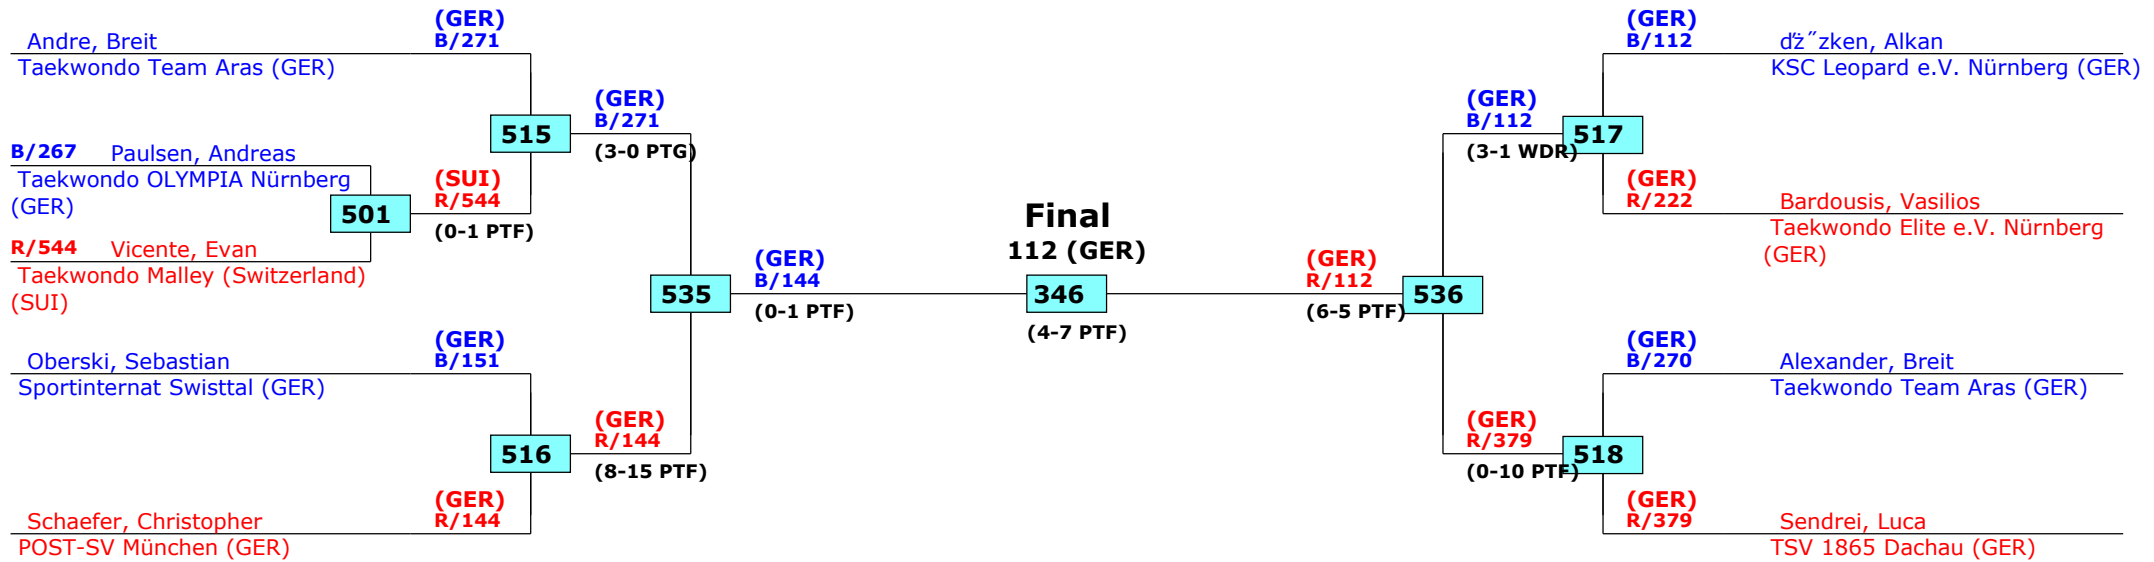 (GER)
B/271
Andre, Breit
Taekwondo Team Aras (GER)
515
(GER)
B/271
(3-0 PTG)
B/267 Paulsen, Andreas
Taekwondo OLYMPIA Nürnberg
(GER)
501
(SUI)
R/544
(0-1 PTF)
R/544 Vicente, Evan
Taekwondo Malley (Switzerland)
(SUI)
535
(GER)
B/144
(0-1 PTF)
(GER)
B/151
Oberski, Sebastian
Sportinternat Swisttal (GER)
516
(GER)
R/144
(8-15 PTF)
(GER)
R/144
Schaefer, Christopher
POST-SV München (GER)
Final
112 (GER)
346
(4-7 PTF)
(GER)
B/112
ďź˝zken, Alkan
KSC Leopard e.V. Nürnberg (GER)
(GER)
B/112
517
(3-1 WDR)
(GER)
R/222
Bardousis, Vasilios
Taekwondo Elite e.V. Nürnberg
(GER)
(GER)
R/112
536
(6-5 PTF)
(GER)
B/270
Alexander, Breit
Taekwondo Team Aras (GER)
(GER)
R/379
518
(0-10 PTF)
(GER)
R/379
Sendrei, Luca
TSV 1865 Dachau (GER)